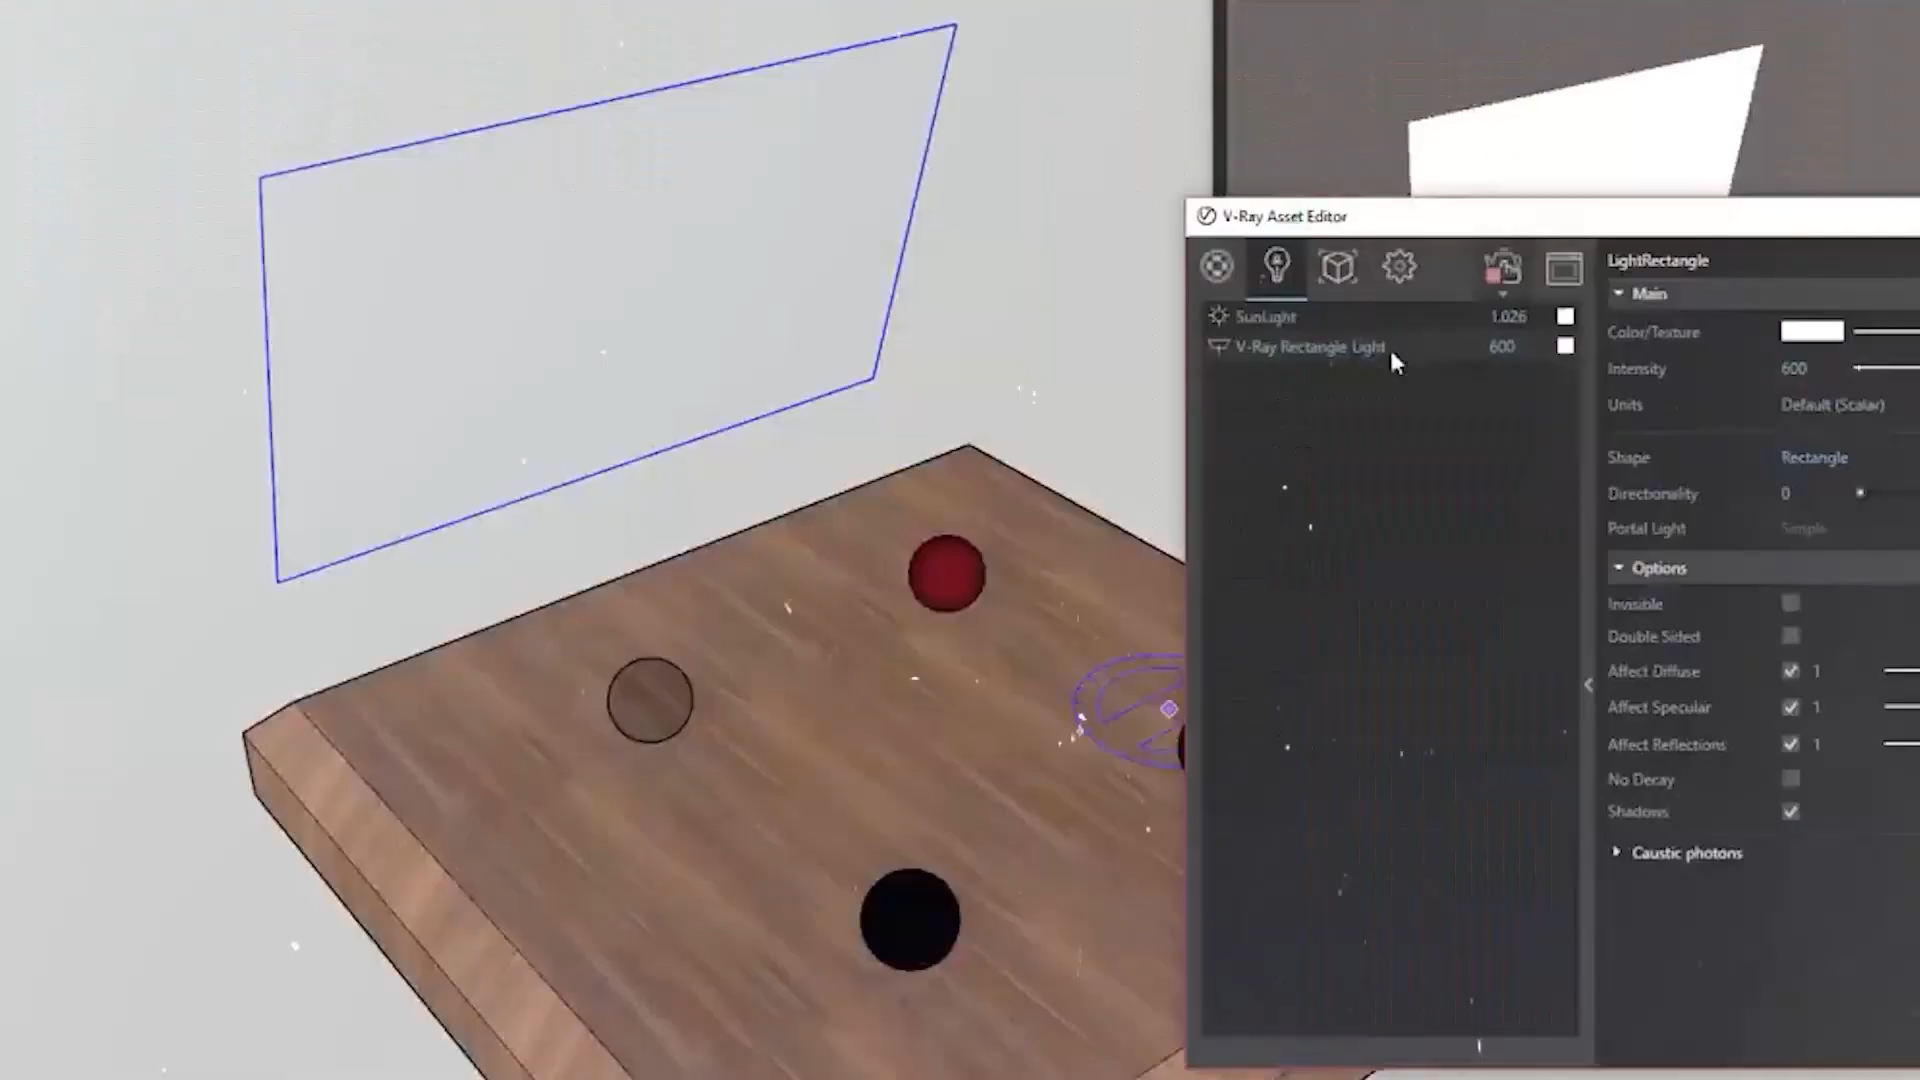 V-Ray Asset Editor
SunLight 1.026
V-Ray Rectangle Light 600
LightRectangle
Main
Color/Texture
Intensity 600
Units Default (Scalar)
Shape Rectangle
Directionality 0
Portal Light Simple
Options
Invisible
Double Sided
Affect Diffuse 1
Affect Specular 1
Affect Reflections 1
No Decay
Shadows
Caustic photons